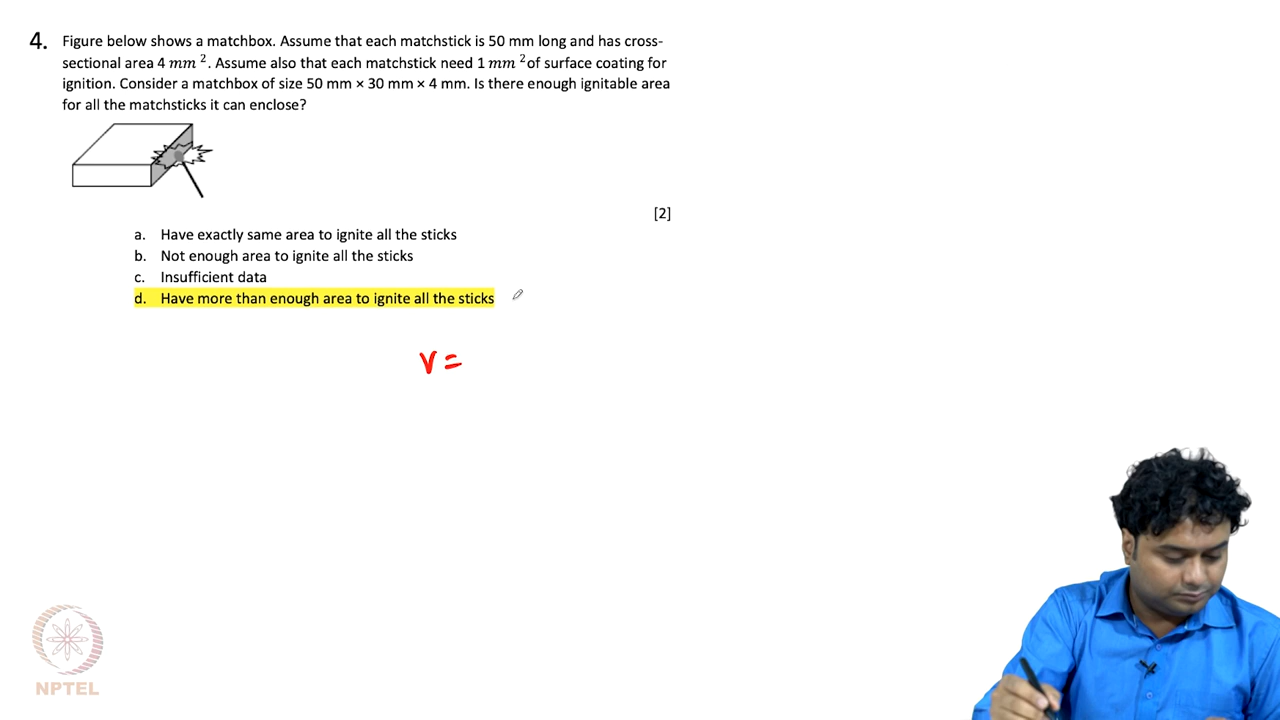 4. Figure below shows a matchbox. Assume that each matchstick is 50 mm long and has cross-
sectional area 4 mm ². Assume also that each matchstick need 1 mm ² of surface coating for
ignition. Consider a matchbox of size 50 mm × 30 mm × 4 mm. Is there enough ignitable area
for all the matchsticks it can enclose?
[2]
a. Have exactly same area to ignite all the sticks
b. Not enough area to ignite all the sticks
c. Insufficient data
d. Have more than enough area to ignite all the sticks
V =
NPTEL